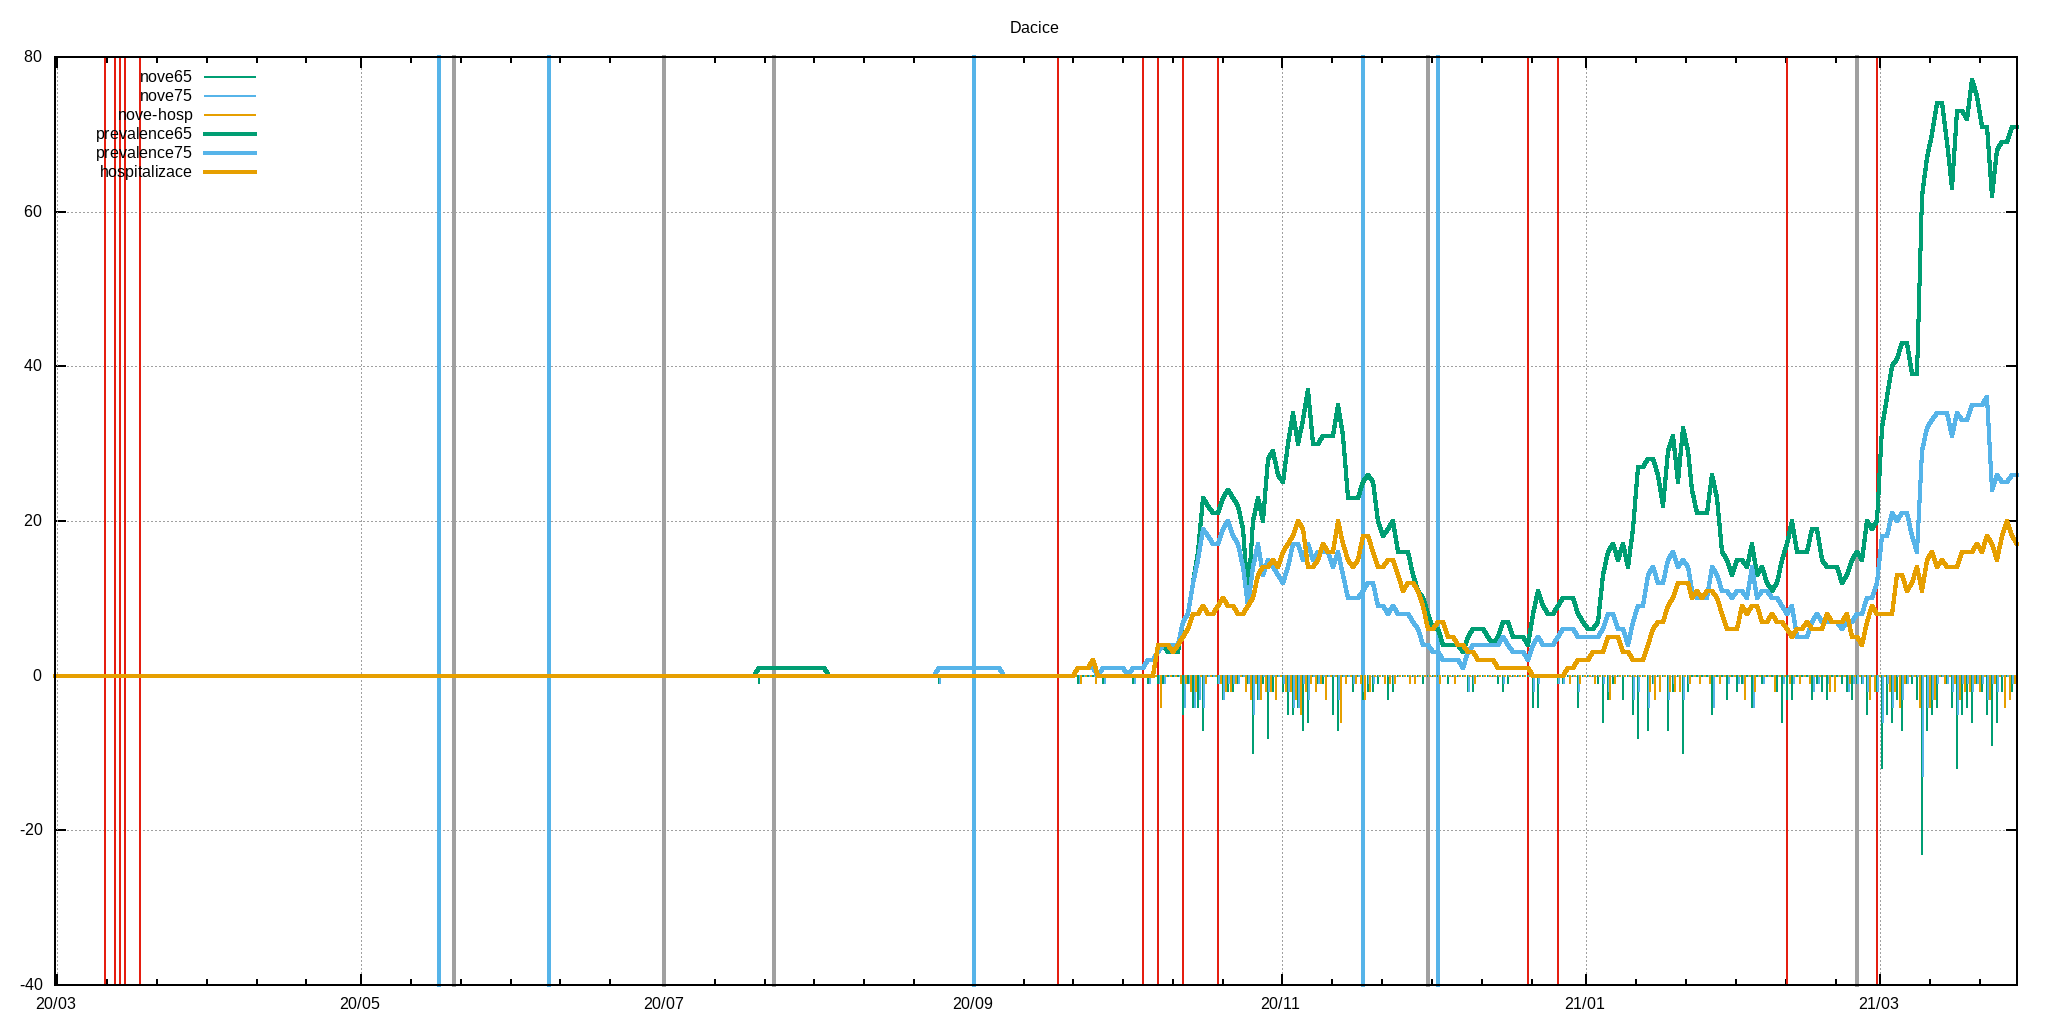 Dacice
80
nove65
nove75
nove-hosp
prevalence65
prevalence75
hospitalizace
60
40
20
0
-20
-40
20/03 20/05 20/07 20/09 20/11 21/01 21/03